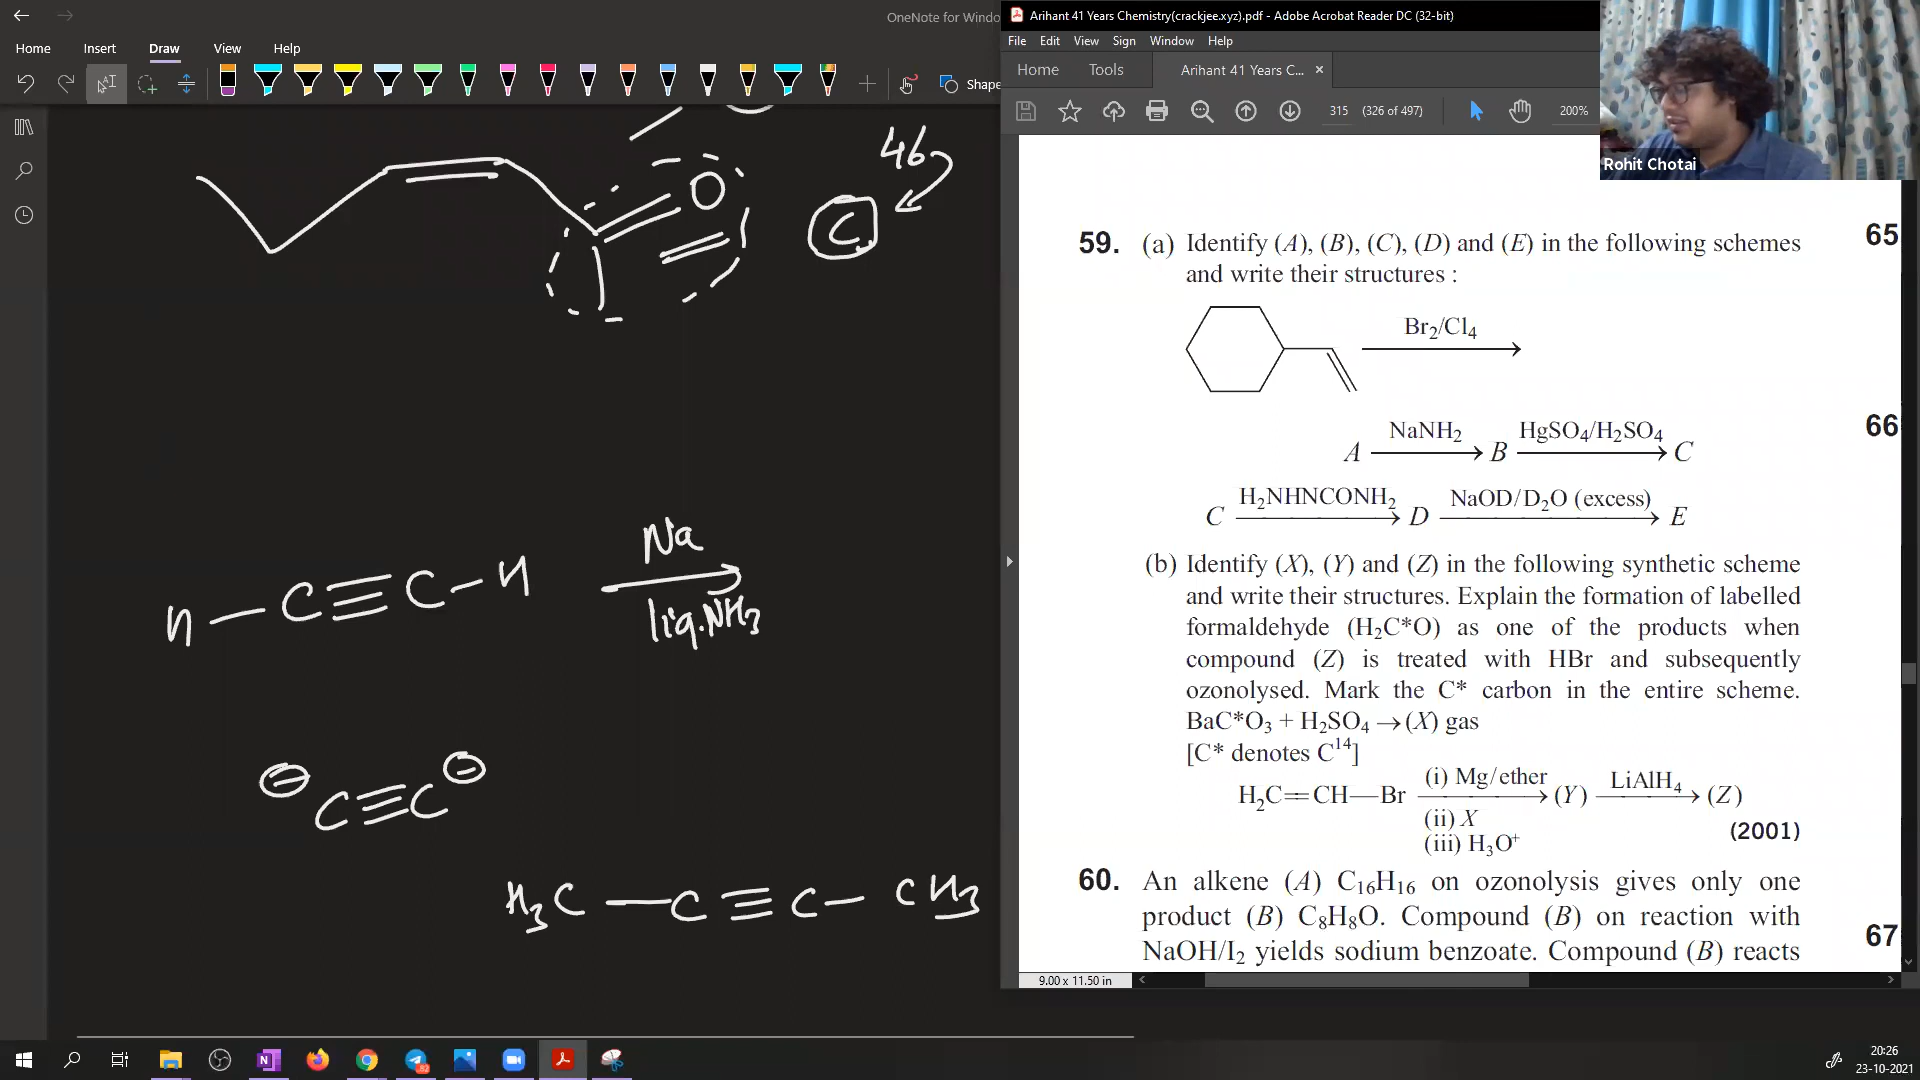 OneNote for Windo
Home Insert Draw View Help
Shape
46
O
C
Na
H — C ≡ C – H
liq.NH3
⊖ C ≡ C ⊖
H3C — C ≡ C — CH3
Arihant 41 Years Chemistry(crackjee.xyz).pdf - Adobe Acrobat Reader DC (32-bit)
File Edit View Sign Window Help
Home Tools Arihant 41 Years C... ×
315 (326 of 497) 200%
Rohit Chotai
59. (a) Identify (A), (B), (C), (D) and (E) in the following schemes
and write their structures :
65
Br2/Cl4
66
A NaNH2 B HgSO4/H2SO4 C
C H2NHNCONH2 D NaOD/D2O (excess) E
(b) Identify (X), (Y) and (Z) in the following synthetic scheme
and write their structures. Explain the formation of labelled
formaldehyde (H2C*O) as one of the products when
compound (Z) is treated with HBr and subsequently
ozonolysed. Mark the C* carbon in the entire scheme.
BaC*O3 + H2SO4 → (X) gas
[C* denotes C14]
H2C=CH—Br (i) Mg/ether (Y) LiAlH4 (Z)
(ii) X
(iii) H3O+
(2001)
60. An alkene (A) C16H16 on ozonolysis gives only one
product (B) C8H8O. Compound (B) on reaction with
NaOH/I2 yields sodium benzoate. Compound (B) reacts
67
9.00 x 11.50 in
20:26
23-10-2021